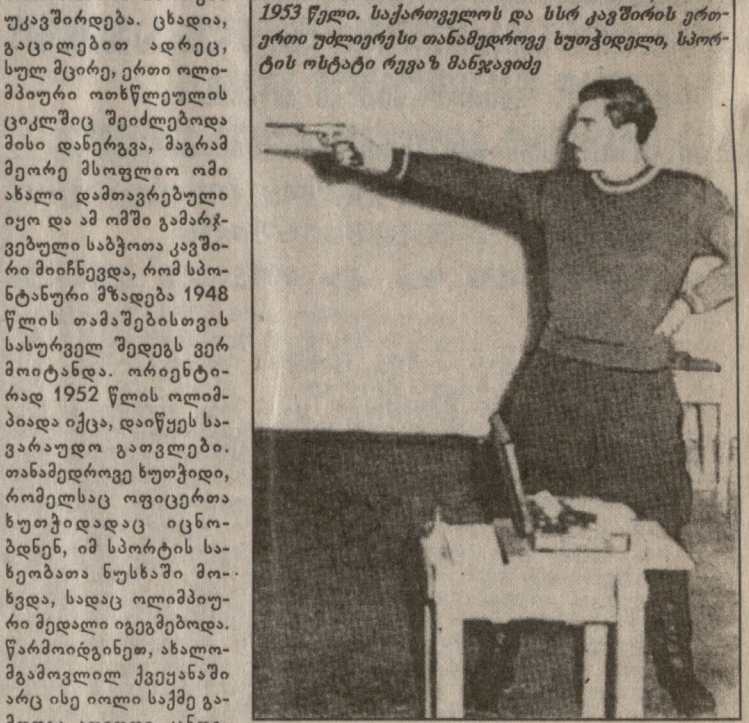 1953 წელი. საქართველოს და სსრ კავშირის ერთ-
ერთი უძლიერესი თანამედროვე ხუთჭიდელი, სპორ-
ტის ოსტატი რევაზ მანჯავიძე
უკავშირდება. ცხადია,
გაცილებით ადრეც,
სულ მცირე, ერთი ოლი-
მპიური ოთხწლეულის
ციკლშიც შეიძლებოდა
მისი დანერგვა, მაგრამ
მეორე მსოფლიო ომი
ახალი დამთავრებული
იყო და ამ ომში გამარჯ-
ვებული საბჭოთა კავში-
რი მიიჩნევდა, რომ სპო-
ნტანური მზადება 1948
წლის თამაშებისთვის
სასურველ შედეგს ვერ
მოიტანდა. ორიენტი-
რად 1952 წლის ოლიმ-
პიადა იქცა, დაიწყეს სა-
ვარაუდო გათვლები.
თანამედროვე ხუთჭიდი,
რომელსაც ოფიცერთა
ხუთჭიდადაც იცნო-
ბდნენ, იმ სპორტის სა-
ხეობათა ნუსხაში მო-
ხვდა, სადაც ოლიმპიუ-
რი მედალი იგეგმებოდა.
წარმოიდგინეთ, ახალო-
მგამოვლილ ქვეყანაში
არც ისე იოლი საქმე გა-